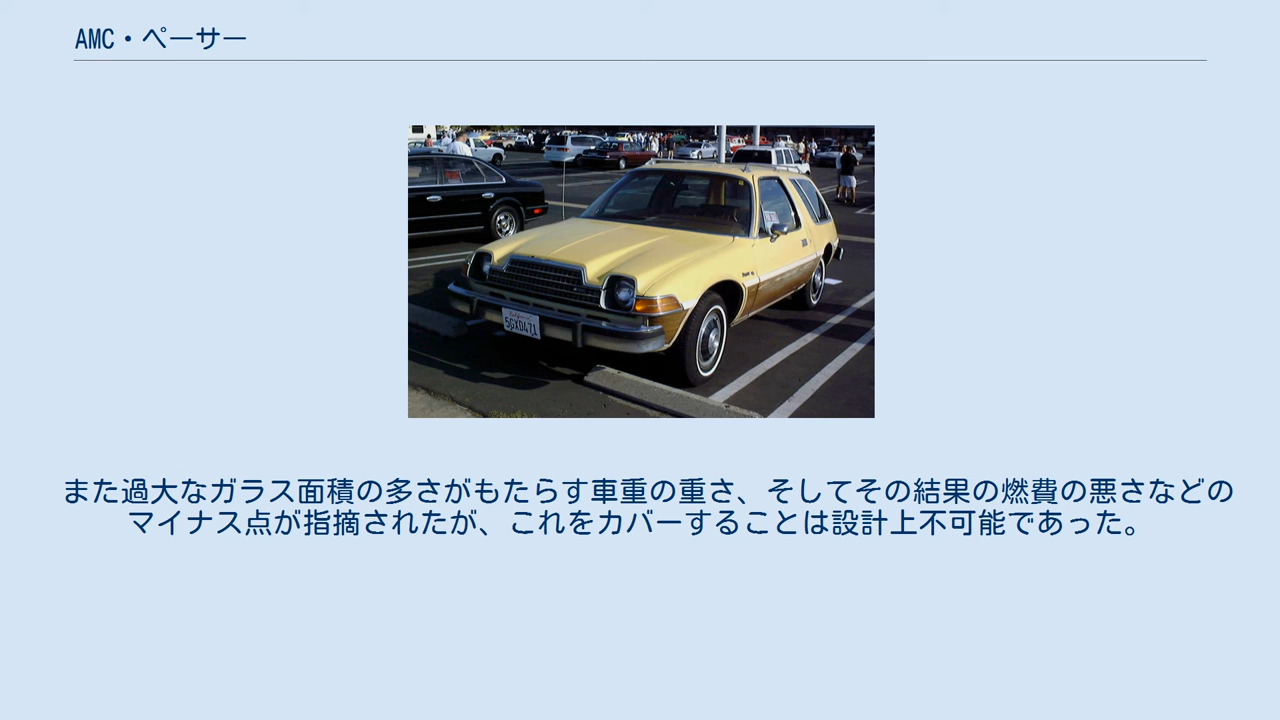 AMC・ペーサー
California
5GXD471
また過大なガラス面積の多さがもたらす車重の重さ、そしてその結果の燃費の悪さなどの
マイナス点が指摘されたが、これをカバーすることは設計上不可能であった。